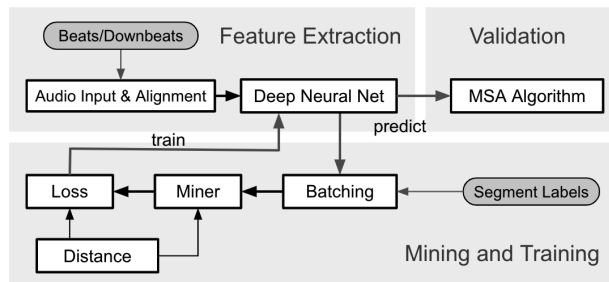 Beats/Downbeats
Feature Extraction
Validation
Audio Input & Alignment
Deep Neural Net
MSA Algorithm
train
predict
Loss
Miner
Batching
Segment Labels
Distance
Mining and Training